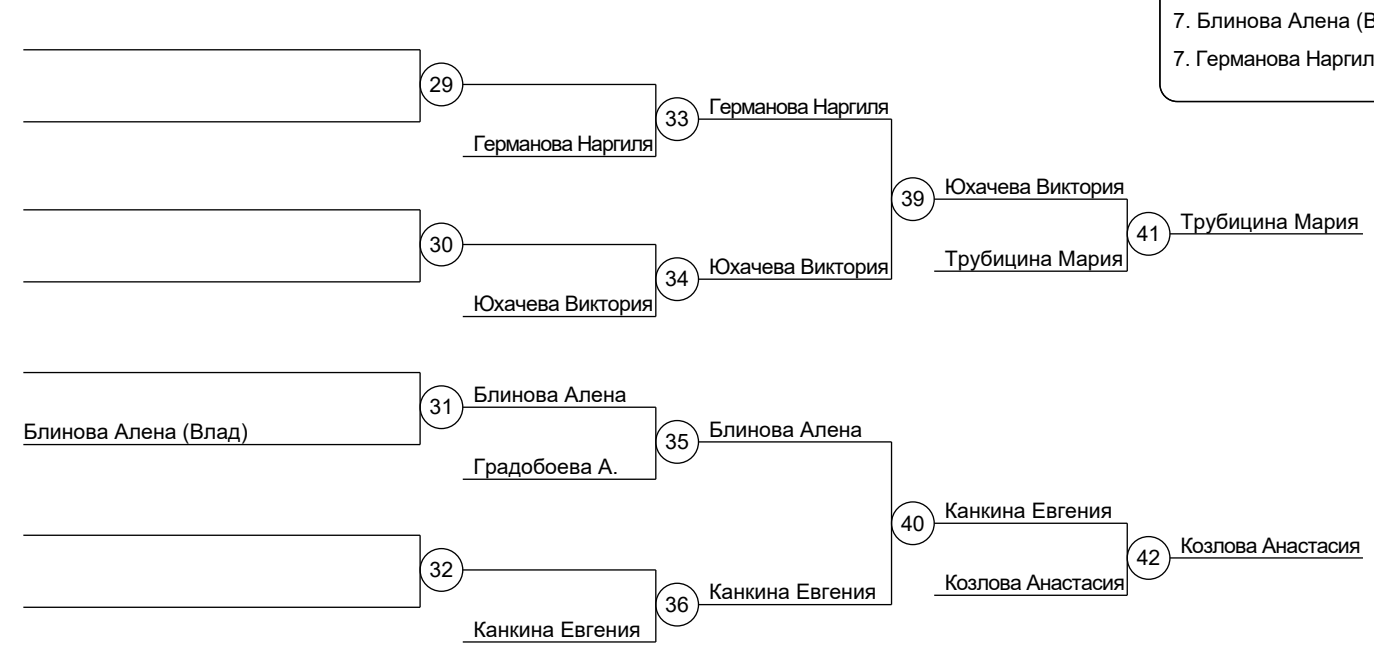 7. Блинова Алена (В
7. Германова Наргил
29
Германова Наргиля
33
Германова Наргиля
Юхачева Виктория
39
Трубицина Мария
41
30
Юхачева Виктория
Трубицина Мария
34
Юхачева Виктория
31
Блинова Алена
Блинова Алена (Влад)
35
Блинова Алена
Градобоева А.
Канкина Евгения
40
Козлова Анастасия
42
32
Канкина Евгения
Козлова Анастасия
36
Канкина Евгения